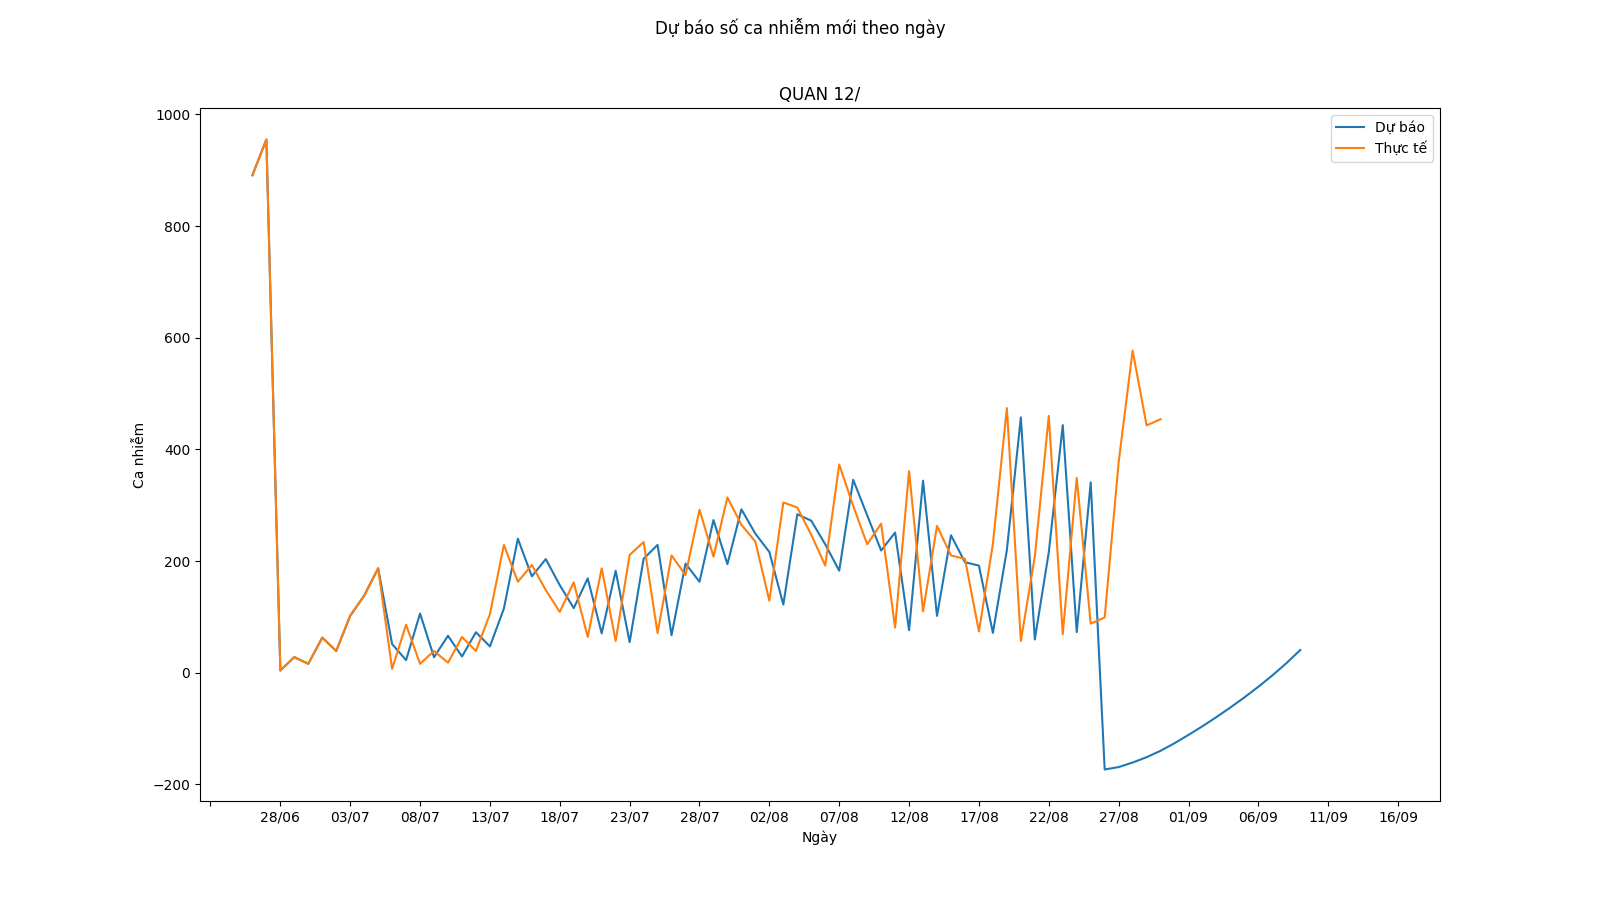 Dự báo số ca nhiễm mới theo ngày
QUAN 12/
1000
800
600
400
200
0
−200
Ca nhiễm
Dự báo
Thực tế
28/06 03/07 08/07 13/07 18/07 23/07 28/07 02/08 07/08 12/08 17/08 22/08 27/08 01/09 06/09 11/09 16/09
Ngày